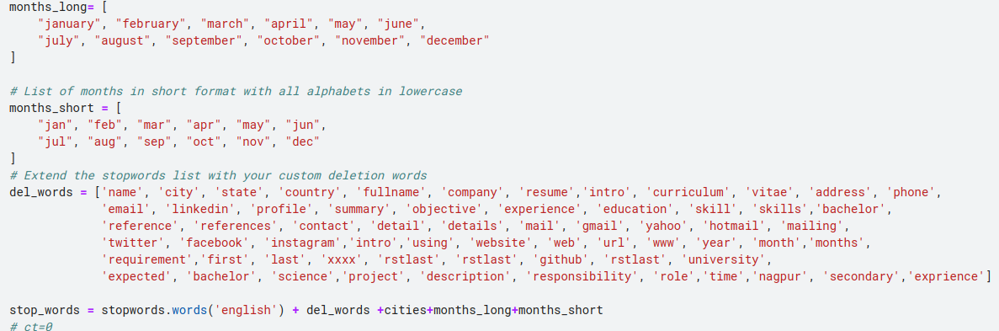 months_long= [
    "january", "february", "march", "april", "may", "june",
    "july", "august", "september", "october", "november", "december"
]
# List of months in short format with all alphabets in lowercase
months_short = [
    "jan", "feb", "mar", "apr", "may", "jun",
    "jul", "aug", "sep", "oct", "nov", "dec"
]
# Extend the stopwords list with your custom deletion words
del_words = ['name', 'city', 'state', 'country', 'fullname', 'company', 'resume','intro', 'curriculum', 'vitae', 'address', 'phone',
             'email', 'linkedin', 'profile', 'summary', 'objective', 'experience', 'education', 'skill', 'skills','bachelor',
             'reference', 'references', 'contact', 'detail', 'details', 'mail', 'gmail', 'yahoo', 'hotmail', 'mailing',
             'twitter', 'facebook', 'instagram','intro','using', 'website', 'web', 'url', 'www', 'year', 'month','months',
             'requirement','first', 'last', 'xxxx', 'rstlast', 'rstlast', 'github', 'rstlast', 'university',
             'expected', 'bachelor', 'science','project', 'description', 'responsibility', 'role','time','nagpur', 'secondary','exprience']
stop_words = stopwords.words('english') + del_words +cities+months_long+months_short
# ct=0